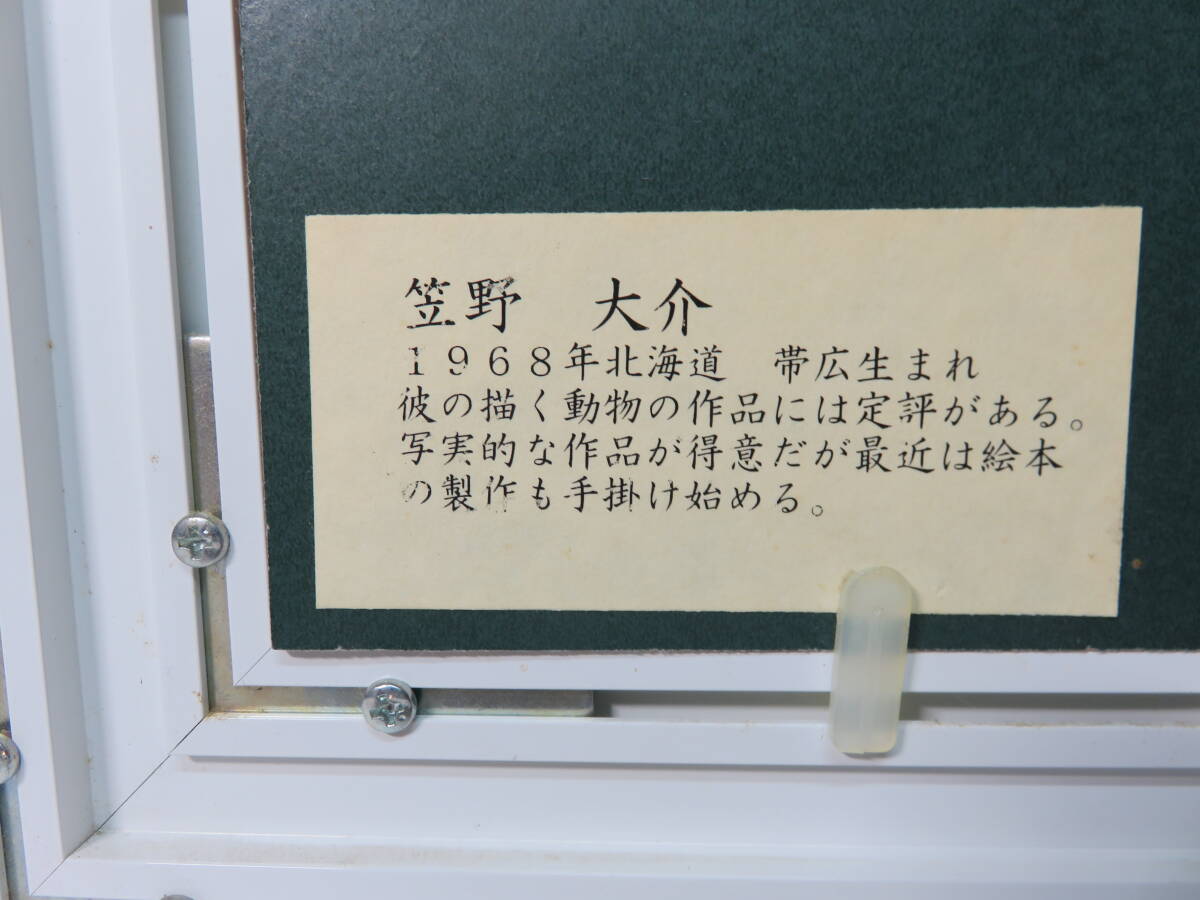 笠野　大介
１９６８年北海道　帯広生まれ
彼の描く動物の作品には定評がある。
写実的な作品が得意だが最近は絵本
の製作も手掛け始める。